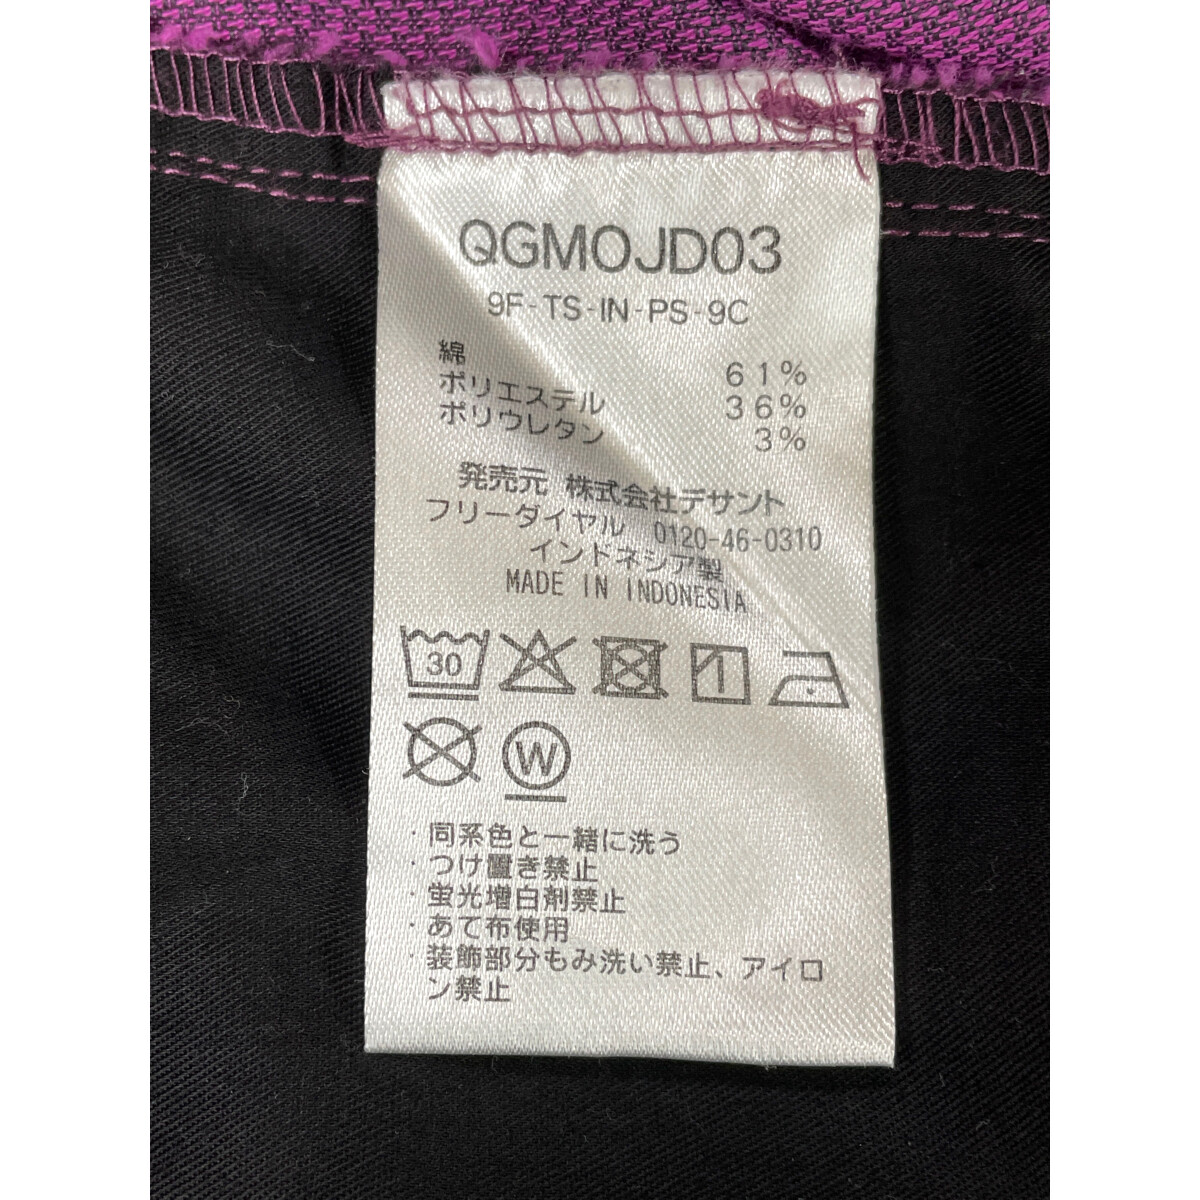 QGMOJD03
9F-TS-IN-PS-9C
綿 61%
ポリエステル 36%
ポリウレタン 3%
発売元 株式会社デサント
フリーダイヤル 0120-46-0310
インドネシア製
MADE IN INDONESIA
30
W
・同系色と一緒に洗う
・つけ置き禁止
・蛍光増白剤禁止
・あて布使用
・装飾部分もみ洗い禁止、アイロ
ン禁止